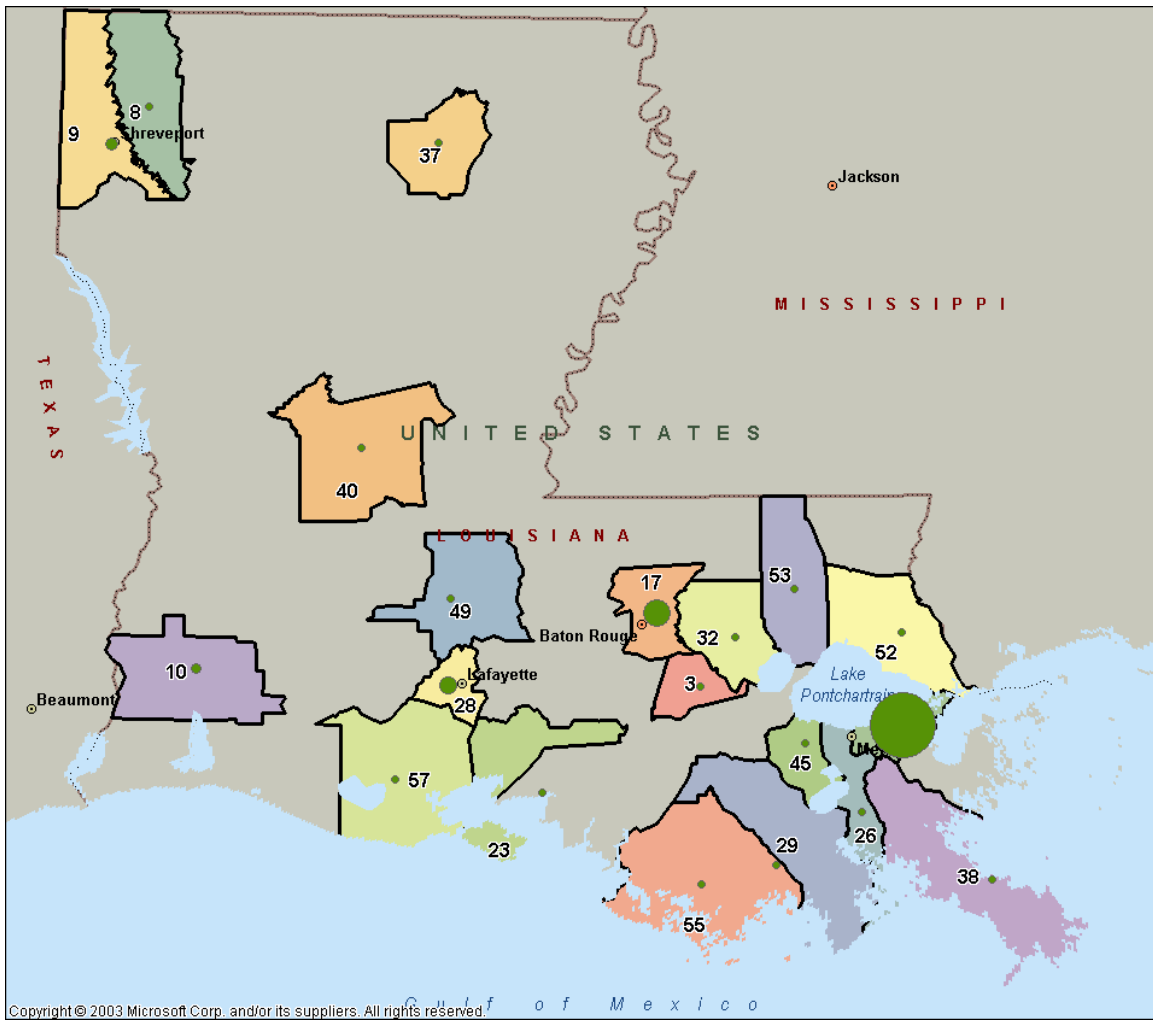 8
9
Shreveport
37
Jackson
MISSISSIPPI
TEXAS
UNITED STATES
40
LOUISIANA
17
53
49
Baton Rouge
32
52
10
Lafayette
3
Lake
Pontchartrain
Beaumont
28
45
57
26
23
29
38
55
Gulf of Mexico
Copyright © 2003 Microsoft Corp. and/or its suppliers. All rights reserved.